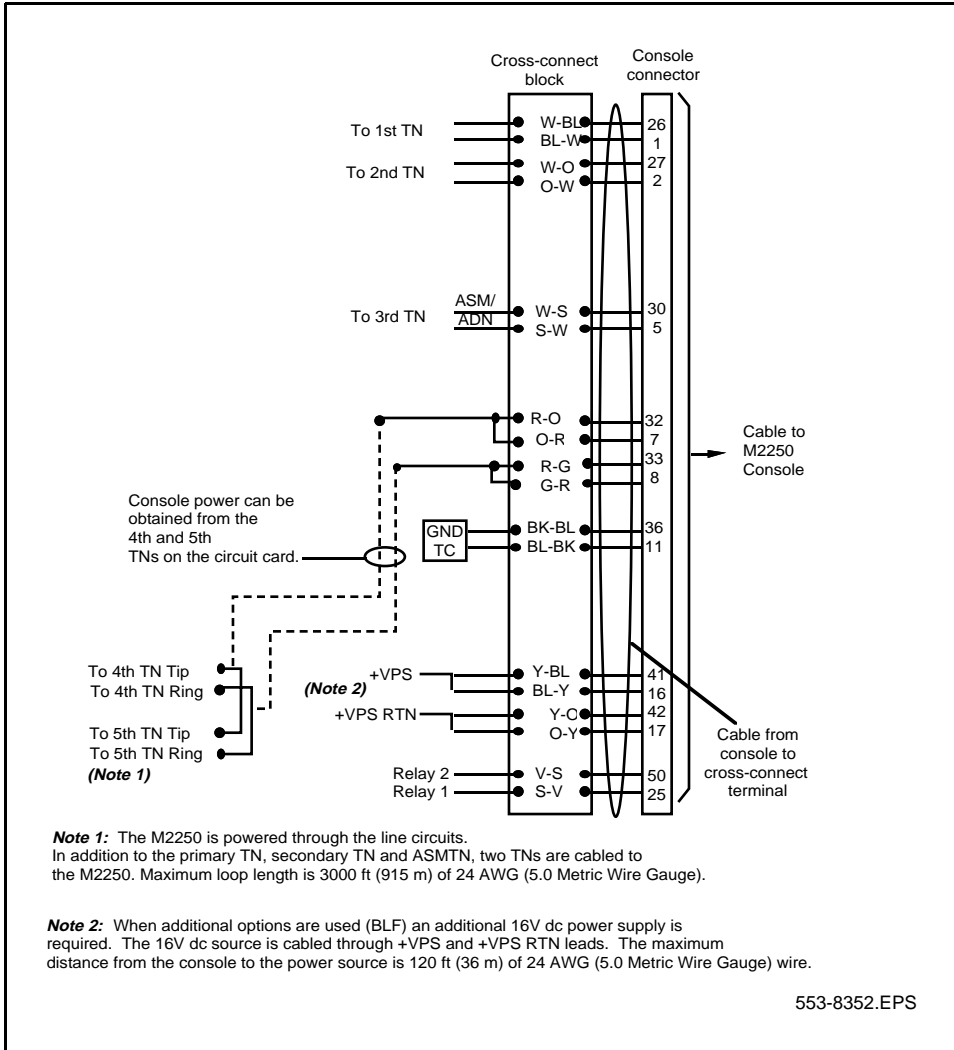 Cross-connect block
Console connector
To 1st TN
W-BL 26
BL-W 1
To 2nd TN
W-O 27
O-W 2
To 3rd TN
ASM/
ADN
W-S 30
S-W 5
R-O 32
O-R 7
R-G 33
G-R 8
Cable to
M2250
Console
Console power can be
obtained from the
4th and 5th
TNs on the circuit card.
GND
TC
BK-BL 36
BL-BK 11
To 4th TN Tip
To 4th TN Ring
To 5th TN Tip
To 5th TN Ring
(Note 1)
(Note 2)
+VPS
Y-BL 41
BL-Y 16
+VPS RTN
Y-O 42
O-Y 17
Relay 2 V-S 50
Relay 1 S-V 25
Cable from
console to
cross-connect
terminal
Note 1: The M2250 is powered through the line circuits.
In addition to the primary TN, secondary TN and ASMTN, two TNs are cabled to
the M2250. Maximum loop length is 3000 ft (915 m) of 24 AWG (5.0 Metric Wire Gauge).
Note 2: When additional options are used (BLF) an additional 16V dc power supply is
required. The 16V dc source is cabled through +VPS and +VPS RTN leads. The maximum
distance from the console to the power source is 120 ft (36 m) of 24 AWG (5.0 Metric Wire Gauge) wire.
553-8352.EPS